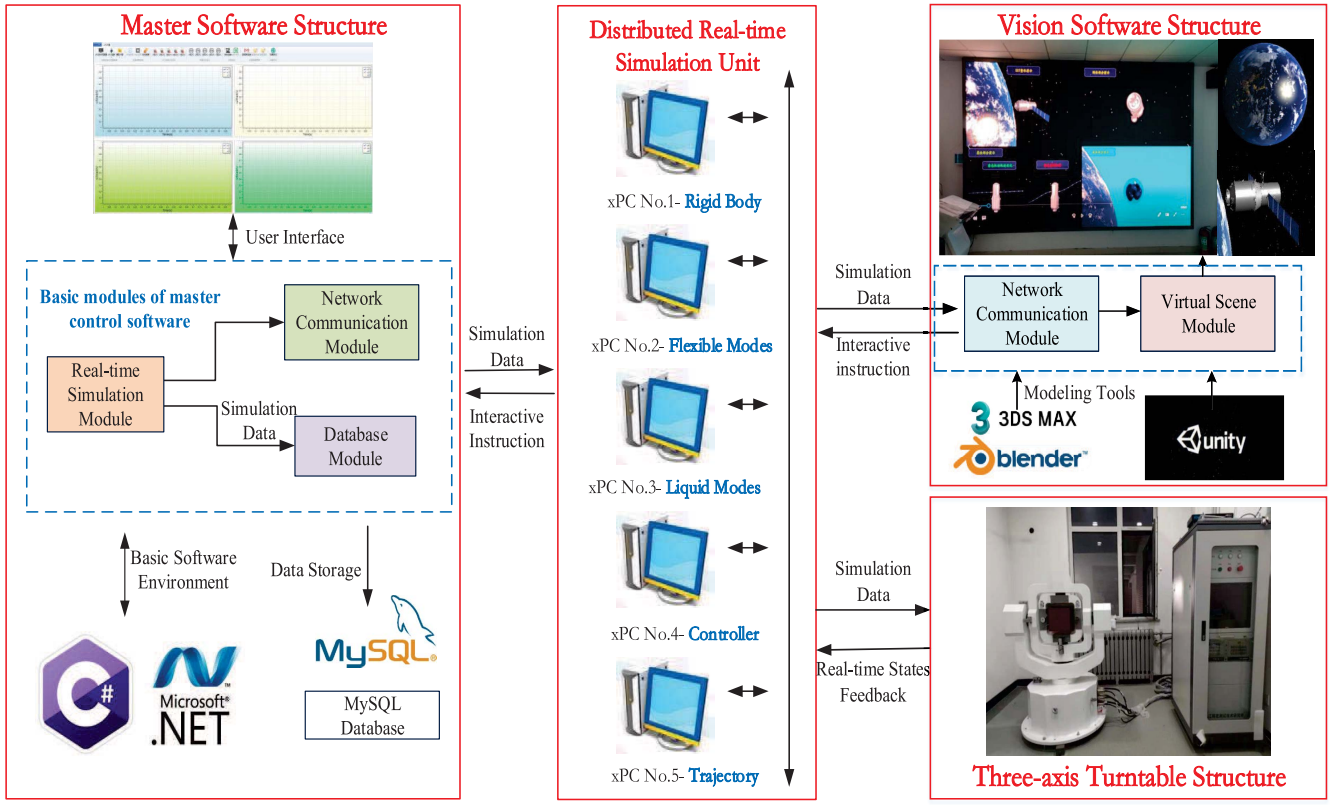 Master Software Structure
User Interface
Basic modules of master
control software
Network
Communication
Module
Real-time
Simulation
Module
Simulation
Data
Database
Module
Basic Software
Environment
Data Storage
C#
Microsoft®
.NET
MySQL®
MySQL
Database
Simulation
Data
Interactive
Instruction
Distributed Real-time
Simulation Unit
xPC No.1- Rigid Body
xPC No.2- Flexible Modes
xPC No.3- Liquid Modes
xPC No.4- Controller
xPC No.5- Trajectory
Simulation
Data
Interactive
instruction
Simulation
Data
Real-time States
Feedback
Vision Software Structure
Network
Communication
Module
Virtual Scene
Module
Modeling Tools
3
3DS MAX
blender™
unity
Three-axis Turntable Structure